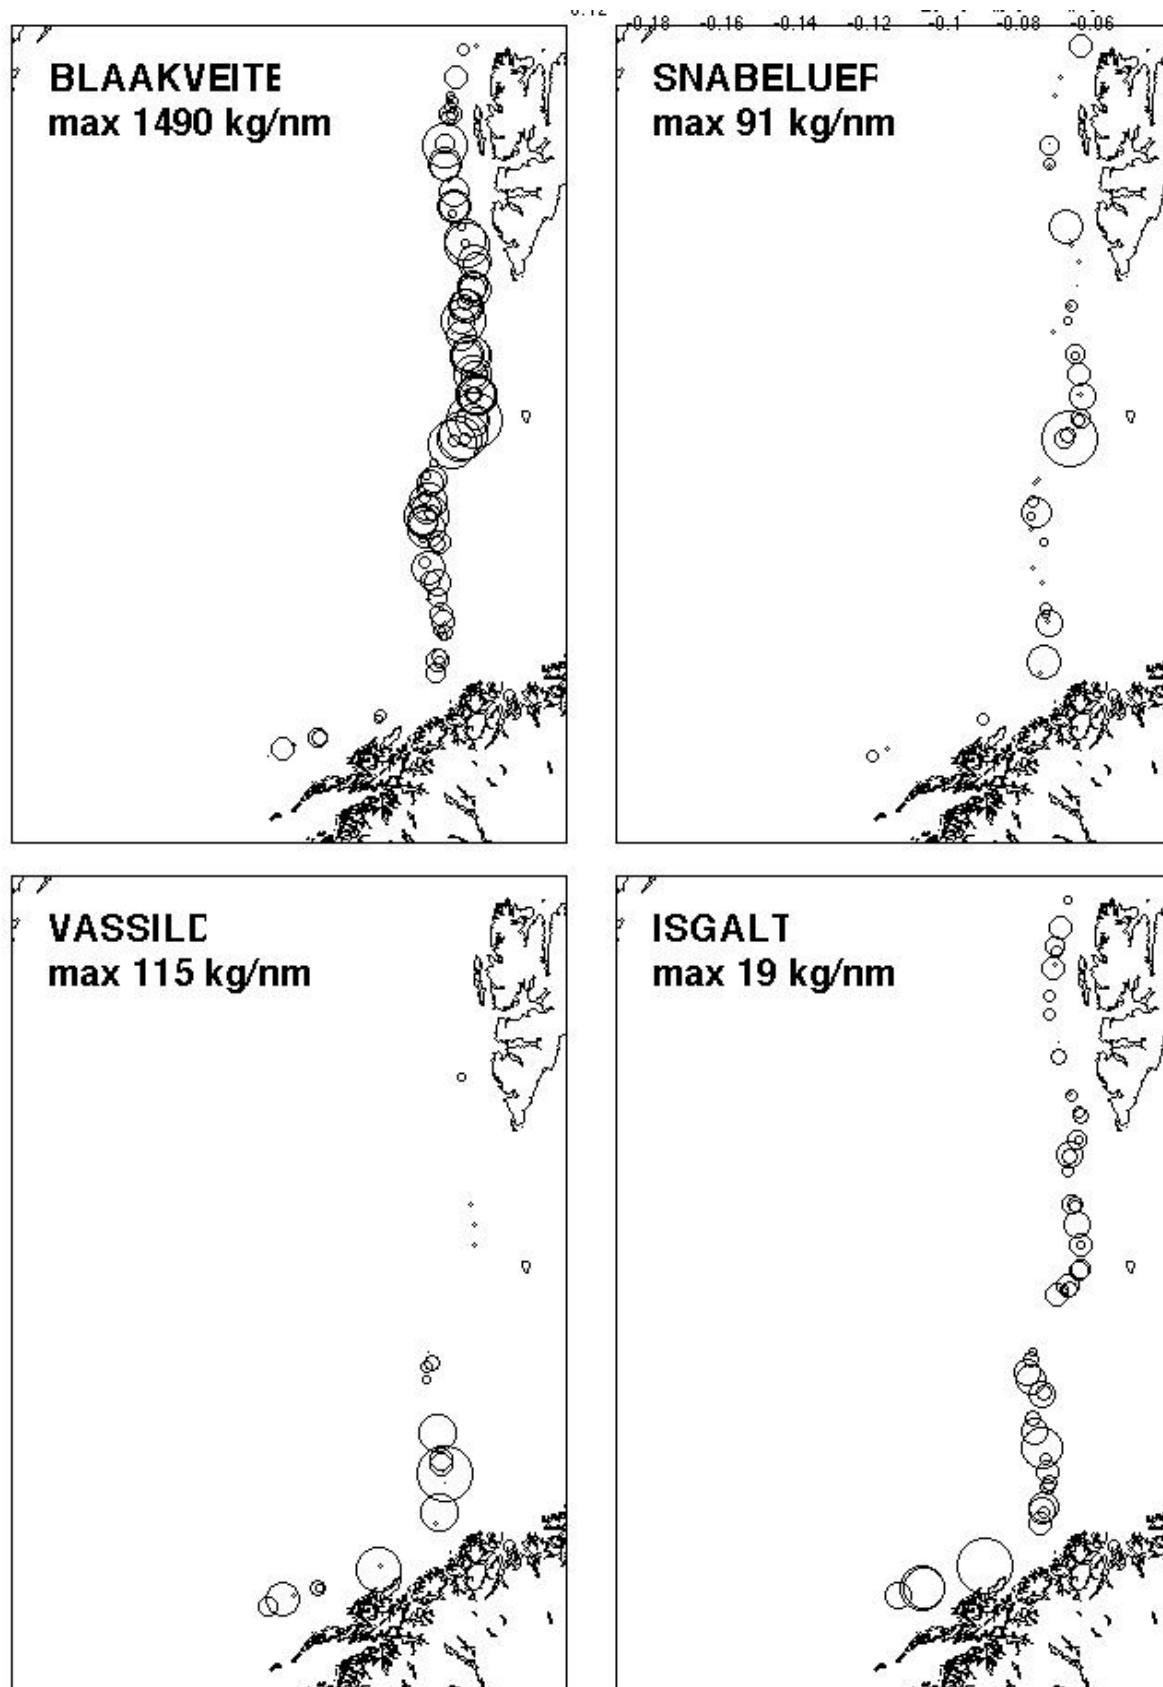 -0.18 -0.16 -0.14 -0.12 -0.1 -0.08 -0.06
BLAAKVEITE
max 1490 kg/nm
SNABELUER
max 91 kg/nm
VASSILD
max 115 kg/nm
ISGALT
max 19 kg/nm